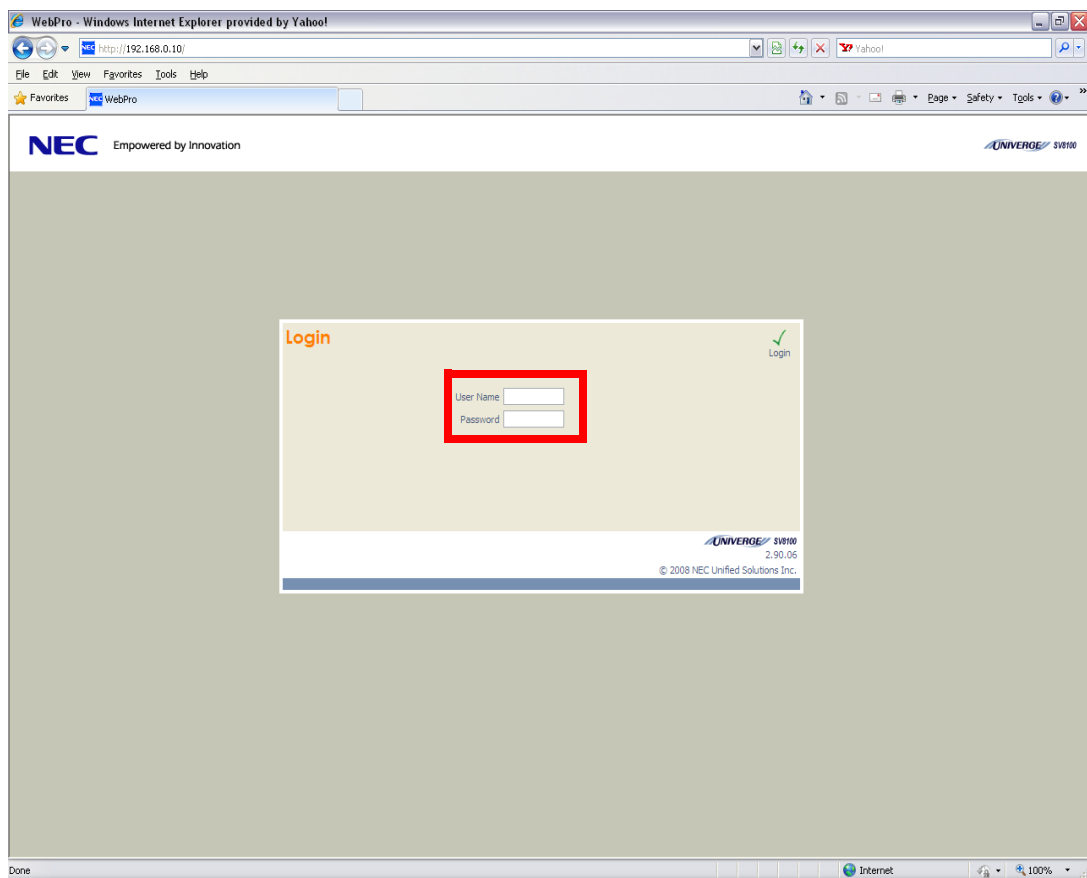 WebPro - Windows Internet Explorer provided by Yahoo!
NEC http://192.168.0.10/ Yahoo!
File Edit View Favorites Tools Help
Favorites NEC WebPro Page Safety Tools »
NEC Empowered by Innovation UNIVERGE SV8100
Login
Login
User Name
Password
UNIVERGE SV8100
2.90.06
© 2008 NEC Unified Solutions Inc.
Done Internet 100%